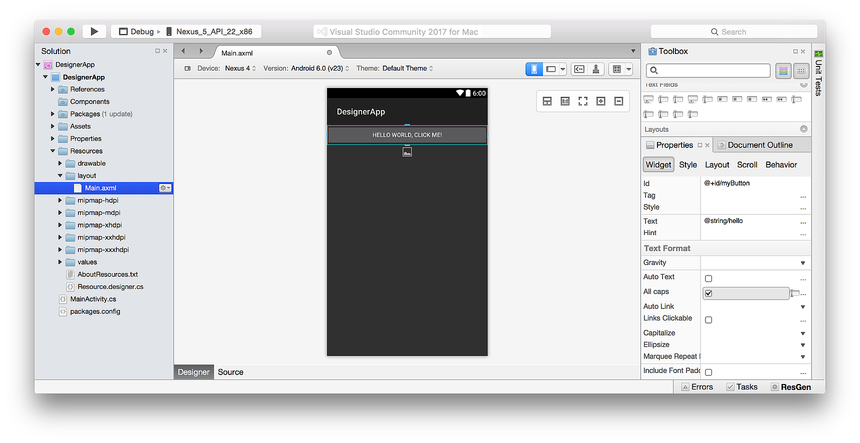 Debug
Nexus_5_API_22_x86
Visual Studio Community 2017 for Mac
Search
Solution
DesignerApp
DesignerApp
References
Components
Packages (1 update)
Assets
Properties
Resources
drawable
layout
Main.axml
mipmap-hdpi
mipmap-mdpi
mipmap-xhdpi
mipmap-xxhdpi
mipmap-xxxhdpi
values
AboutResources.txt
Resource.designer.cs
MainActivity.cs
packages.config
Main.axml
Device: Nexus 4
Version: Android 6.0 (v23)
Theme: Default Theme
6:00
DesignerApp
HELLO WORLD, CLICK ME!
Designer
Source
Toolbox
Text Fields
Layouts
Properties
Document Outline
Widget Style Layout Scroll Behavior
Id @+id/myButton
Tag ...
Style ...
Text @string/hello ...
Hint ...
Text Format
Gravity
Auto Text ...
All caps ...
Auto Link
Links Clickable ...
Capitalize
Ellipsize
Marquee Repeat
Include Font Padd ...
Unit Tests
Errors
Tasks
ResGen